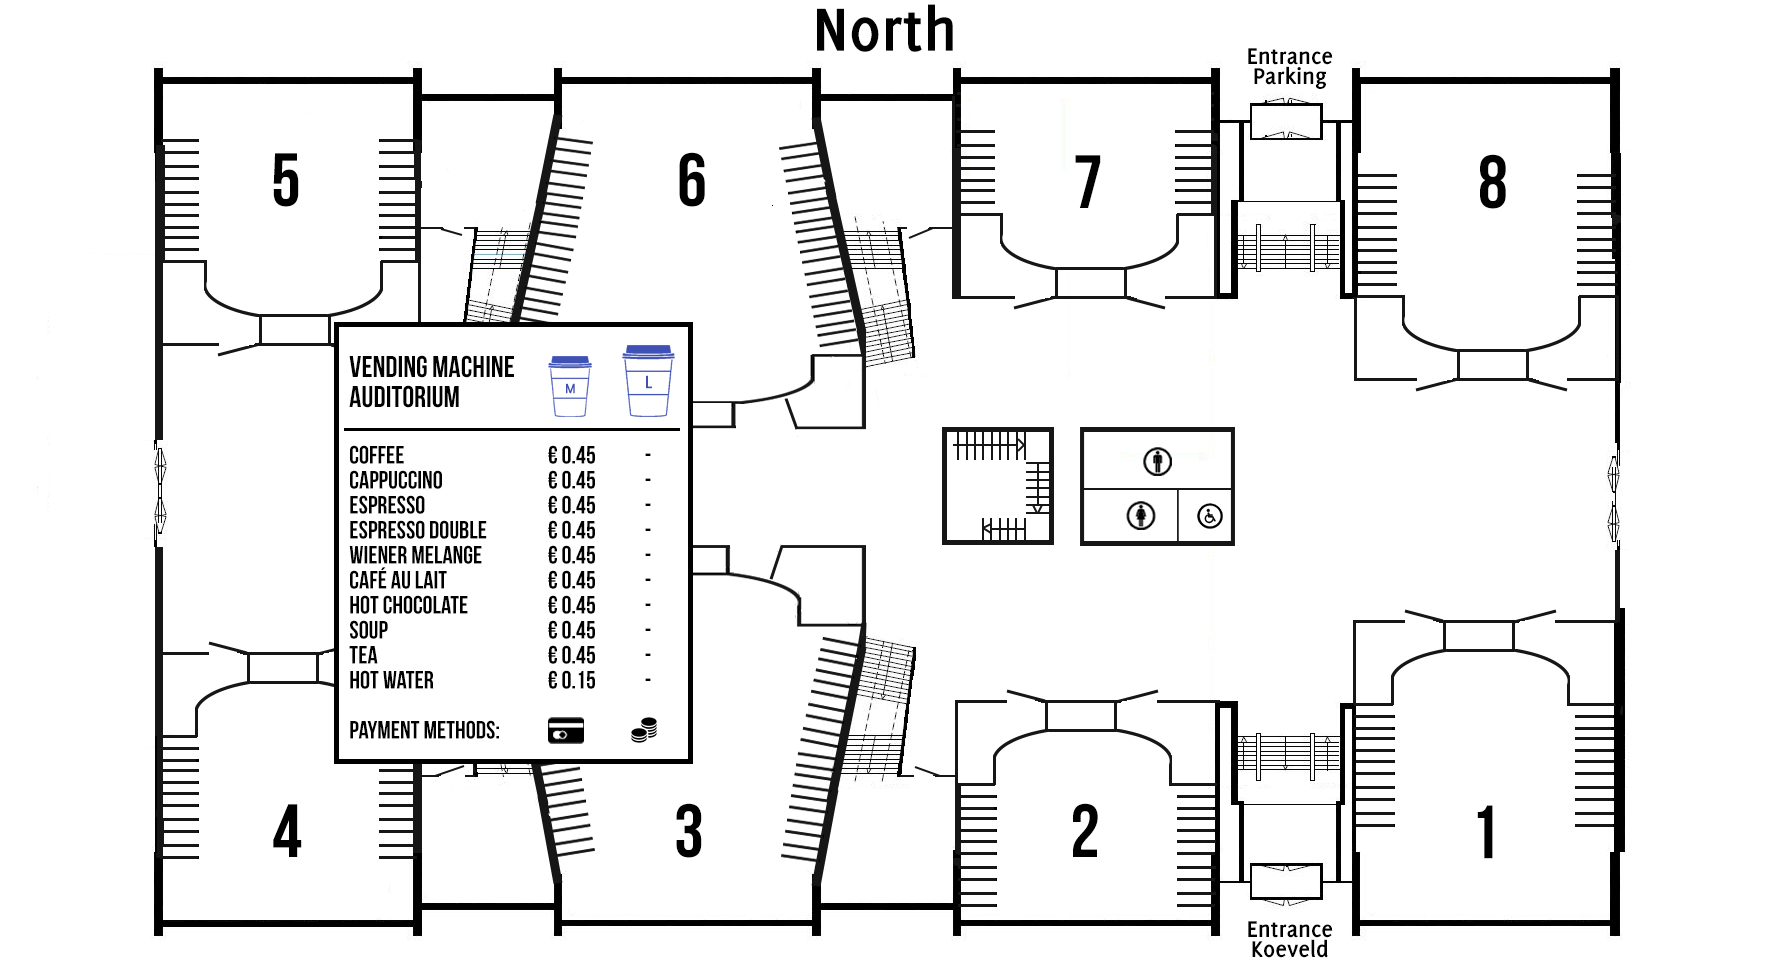 North
Entrance
Parking
5
6
7
8
VENDING MACHINE
AUDITORIUM
M
L
COFFEE € 0.45 -
CAPPUCCINO € 0.45 -
ESPRESSO € 0.45 -
ESPRESSO DOUBLE € 0.45 -
WIENER MELANGE € 0.45 -
CAFÉ AU LAIT € 0.45 -
HOT CHOCOLATE € 0.45 -
SOUP € 0.45 -
TEA € 0.45 -
HOT WATER € 0.15 -
PAYMENT METHODS:
4
3
2
1
Entrance
Koeveld